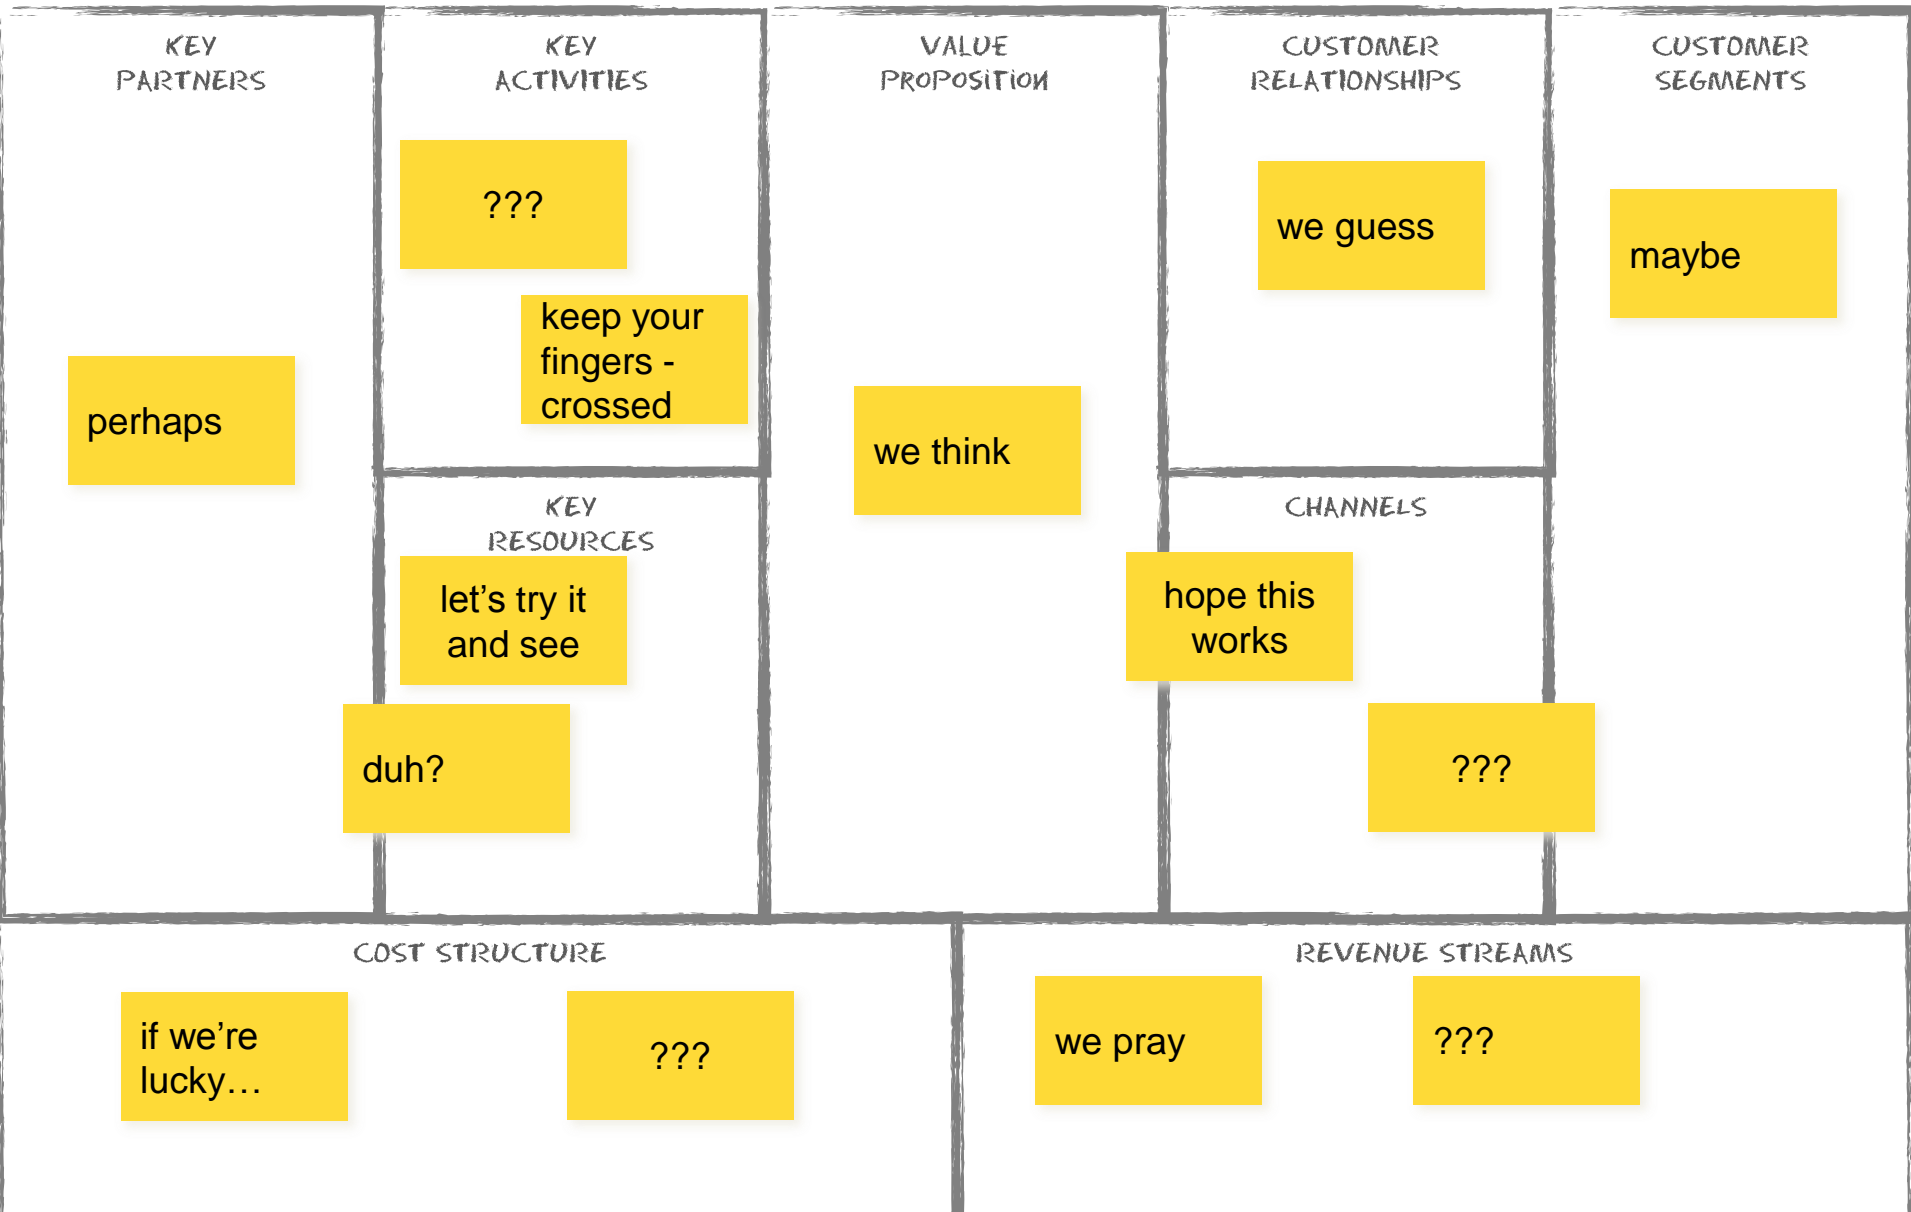 KEY
PARTNERS
perhaps
KEY
ACTIVITIES
???
keep your
fingers -
crossed
KEY
RESOURCES
let’s try it
and see
duh?
VALUE
PROPOSITION
we think
CUSTOMER
RELATIONSHIPS
we guess
CHANNELS
hope this
works
???
CUSTOMER
SEGMENTS
maybe
COST STRUCTURE
if we’re
lucky…
???
REVENUE STREAMS
we pray
???